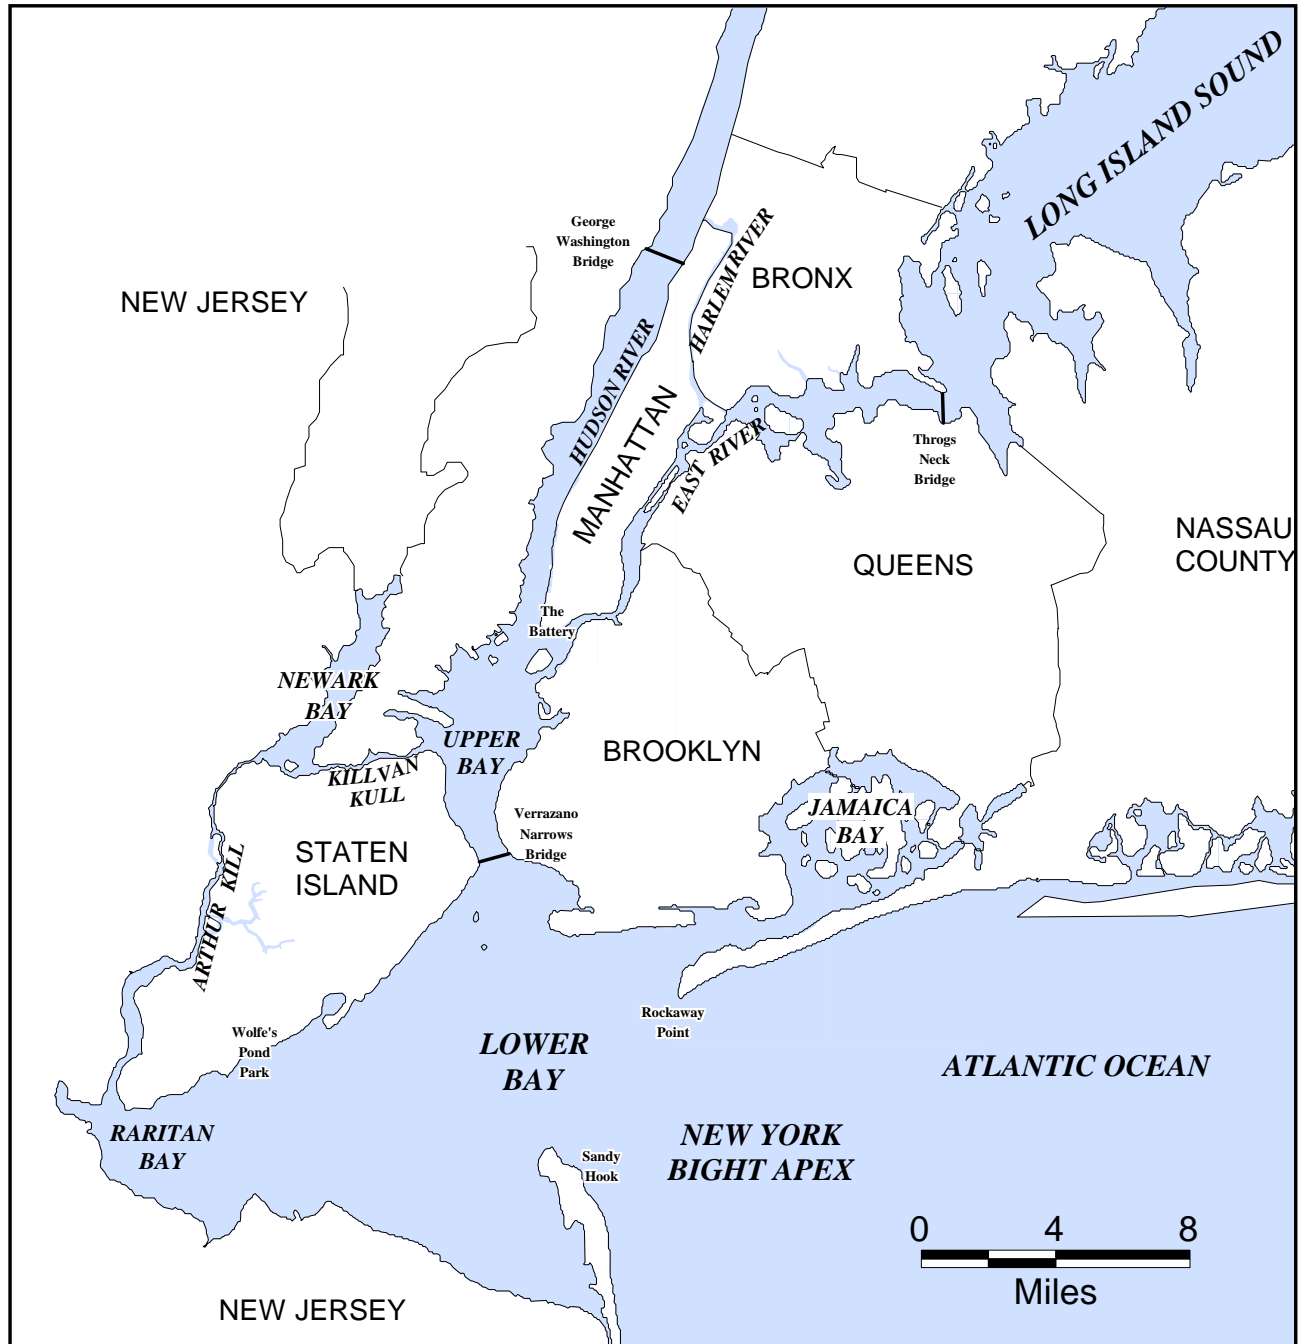 LONG ISLAND SOUND
George
Washington
Bridge
HARLEM RIVER
BRONX
NEW JERSEY
HUDSON RIVER
MANHATTAN
EAST RIVER
Throgs
Neck
Bridge
NASSAU
COUNTY
QUEENS
The
Battery
NEWARK
BAY
UPPER
BAY
BROOKLYN
KILL VAN
KULL
JAMAICA
BAY
Verrazano
Narrows
Bridge
STATEN
ISLAND
ARTHUR KILL
Rockaway
Point
Wolfe's
Pond
Park
LOWER
BAY
ATLANTIC OCEAN
RARITAN
BAY
NEW YORK
BIGHT APEX
Sandy
Hook
0 4 8
Miles
NEW JERSEY